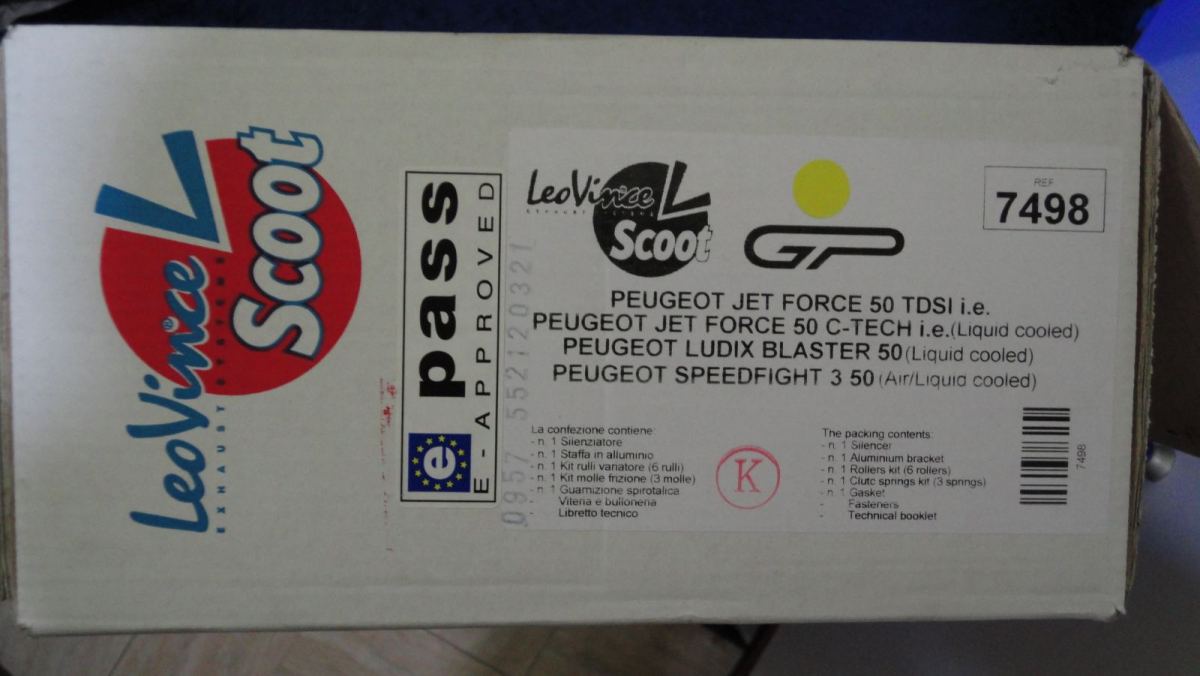 LeoVince
EXHAUST SYSTEMS
Scoot
e
pass
E-APPROVED
0957 552120321
LeoVince
EXHAUST SYSTEMS
Scoot
GP
REF.
7498
PEUGEOT JET FORCE 50 TDSI i.e.
PEUGEOT JET FORCE 50 C-TECH i.e.(Liquid cooled)
PEUGEOT LUDIX BLASTER 50 (Liquid cooled)
PEUGEOT SPEEDFIGHT 3 50 (Air/Liquid cooled)
La confezione contiene:
- n. 1 Silenziatore
- n. 1 Staffa in alluminio
- n. 1 Kit rulli variatore (6 rulli)
- n. 1 Kit molle frizione (3 molle)
- n. 1 Guarnizione spirotalica
- Viteria e bulloneria
- Libretto tecnico
K
The packing contents:
- n. 1 Silencer
- n. 1 Aluminium bracket
- n. 1 Rollers kit (6 rollers)
- n. 1 Clutc springs kit (3 springs)
- n. 1 Gasket
- Fasteners
- Technical booklet
7498